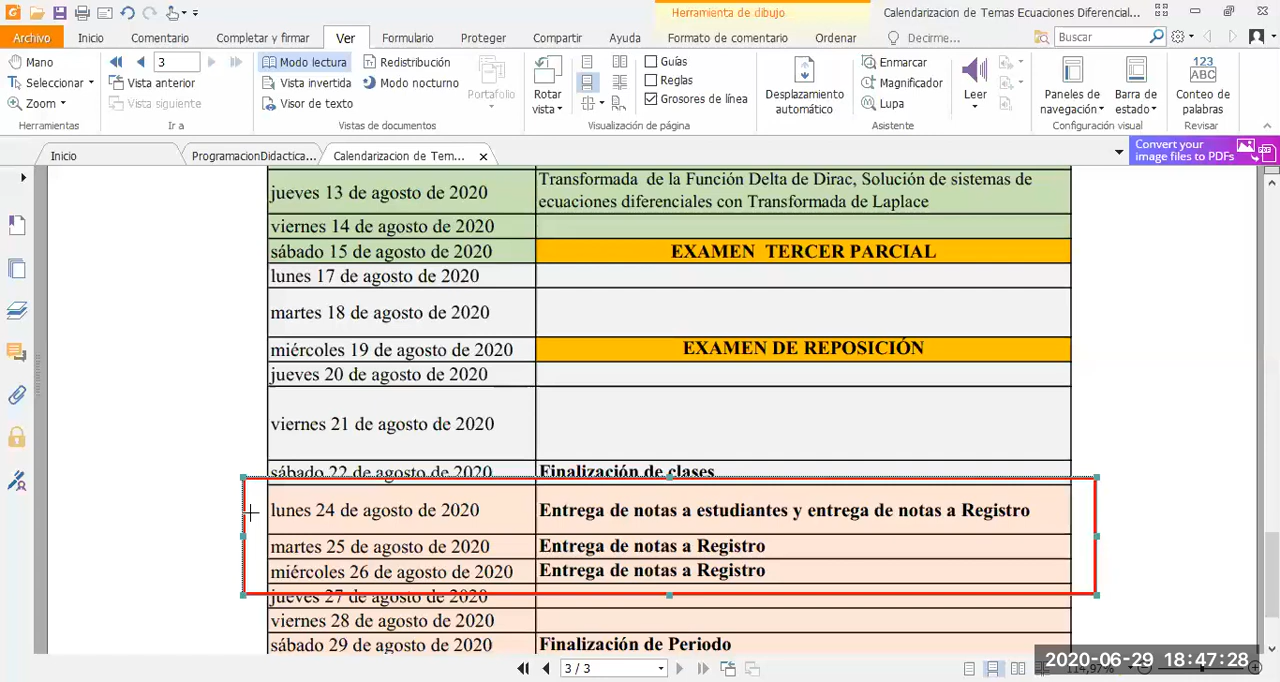 Herramienta de dibujo
Calendarizacion de Temas Ecuaciones Diferencial...
Archivo
Inicio
Comentario
Completar y firmar
Ver
Formulario
Proteger
Compartir
Ayuda
Formato de comentario
Ordenar
Decirme...
Buscar
Mano
Seleccionar
Zoom
Herramientas
3
Vista anterior
Vista siguiente
Ir a
Modo lectura
Vista invertida
Visor de texto
Redistribución
Modo nocturno
Portafolio
Vistas de documentos
Rotar
vista
Guías
Reglas
Grosores de línea
Visualización de página
Desplazamiento
automático
Enmarcar
Magnificador
Lupa
Asistente
Leer
Paneles de
navegación
Barra de
estado
Configuración visual
123
ABC
Conteo de
palabras
Revisar
Inicio
ProgramacionDidactica...
Calendarizacion de Tem...
Convert your
image files to PDFs
jueves 13 de agosto de 2020
Transformada de la Función Delta de Dirac, Solución de sistemas de
ecuaciones diferenciales con Transformada de Laplace
viernes 14 de agosto de 2020
sábado 15 de agosto de 2020 EXAMEN TERCER PARCIAL
lunes 17 de agosto de 2020
martes 18 de agosto de 2020
miércoles 19 de agosto de 2020 EXAMEN DE REPOSICIÓN
jueves 20 de agosto de 2020
viernes 21 de agosto de 2020
sábado 22 de agosto de 2020 Finalización de clases
lunes 24 de agosto de 2020 Entrega de notas a estudiantes y entrega de notas a Registro
martes 25 de agosto de 2020 Entrega de notas a Registro
miércoles 26 de agosto de 2020 Entrega de notas a Registro
jueves 27 de agosto de 2020
viernes 28 de agosto de 2020
sábado 29 de agosto de 2020 Finalización de Periodo
3 / 3
2020-06-29 18:47:28